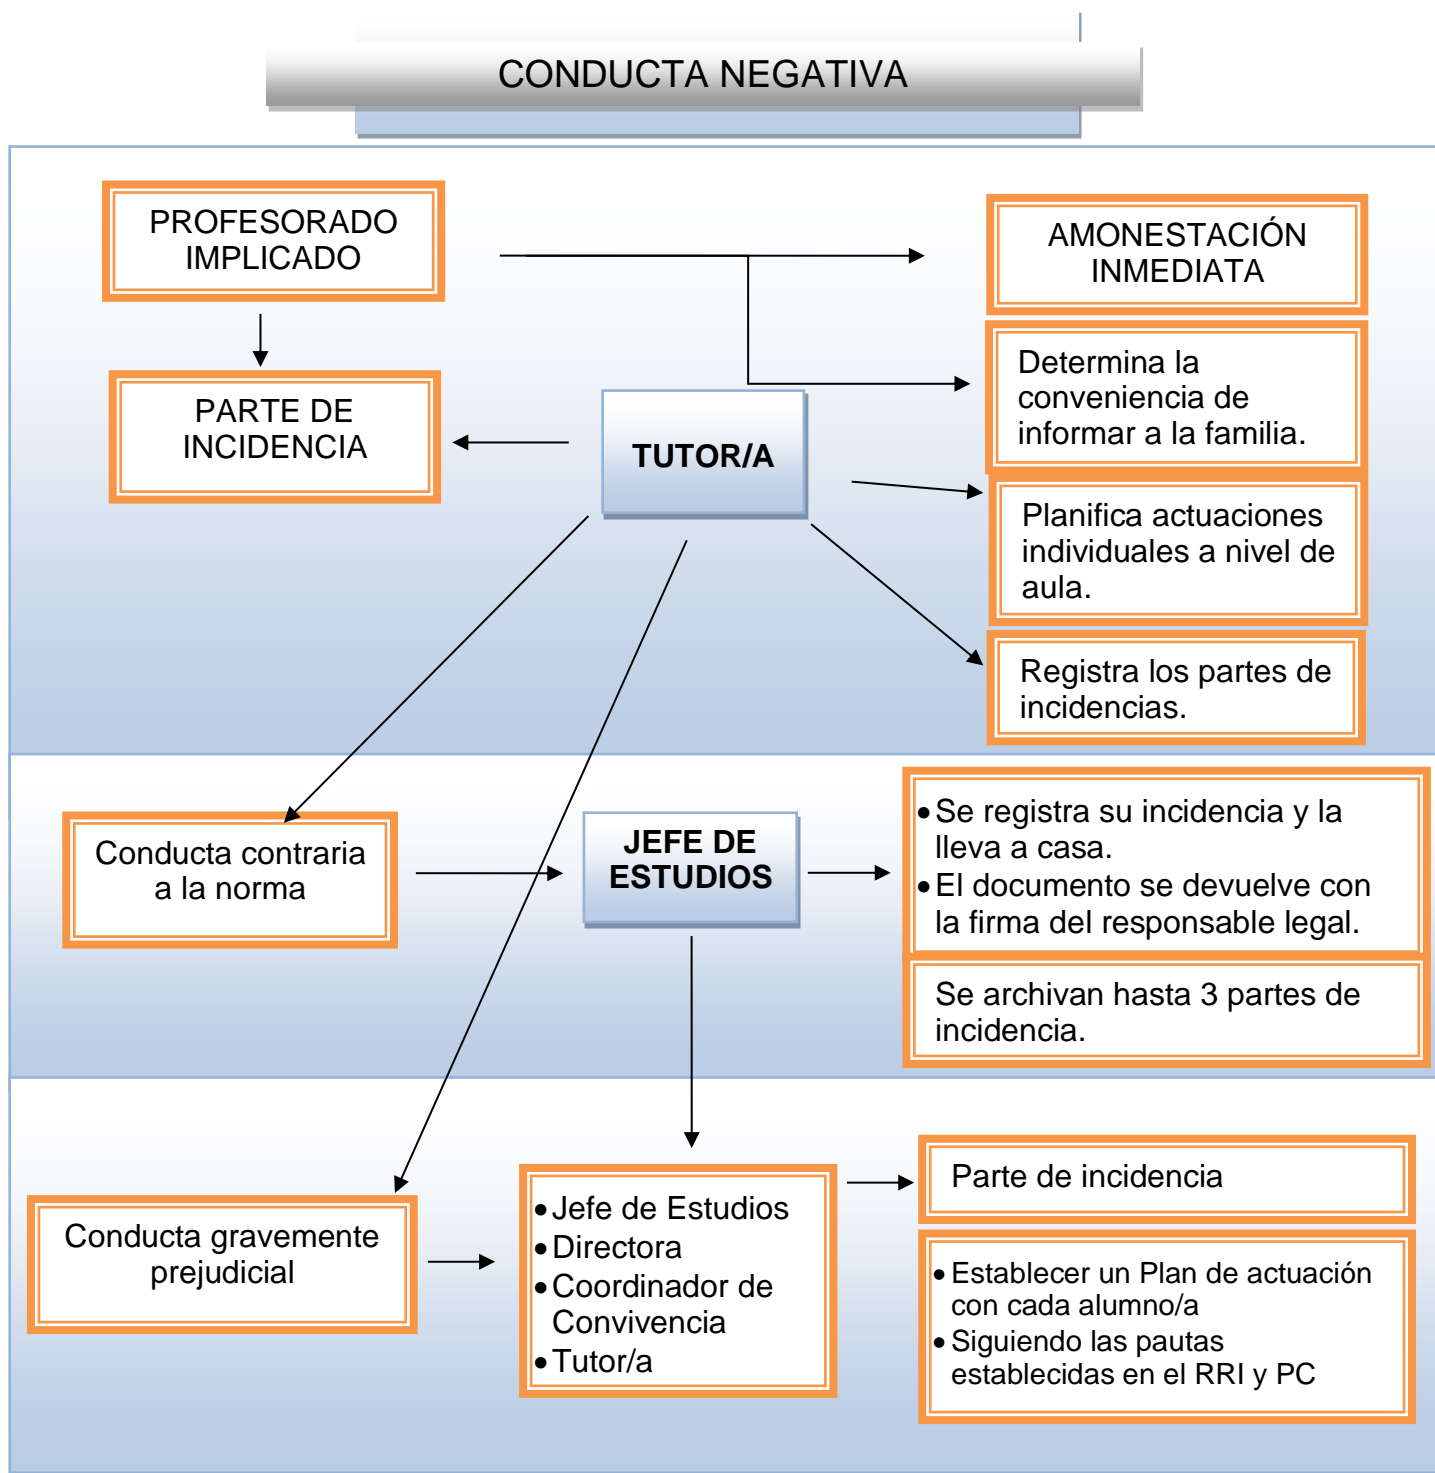 CONDUCTA NEGATIVA
PROFESORADO
IMPLICADO
AMONESTACIÓN
INMEDIATA
Determina la
conveniencia de
informar a la familia.
PARTE DE
INCIDENCIA
TUTOR/A
Planifica actuaciones
individuales a nivel de
aula.
Registra los partes de
incidencias.
Conducta contraria
a la norma
JEFE DE
ESTUDIOS
•Se registra su incidencia y la
lleva a casa.
•El documento se devuelve con
la firma del responsable legal.
Se archivan hasta 3 partes de
incidencia.
Conducta gravemente
prejudicial
•Jefe de Estudios
•Directora
•Coordinador de
Convivencia
•Tutor/a
Parte de incidencia
•Establecer un Plan de actuación
con cada alumno/a
•Siguiendo las pautas
establecidas en el RRI y PC